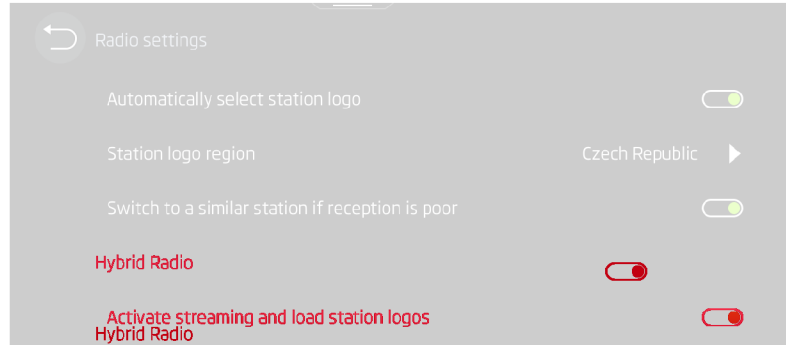 Radio settings
Automatically select station logo
Station logo region Czech Republic
Switch to a similar station if reception is poor
Hybrid Radio
Activate streaming and load station logos
Hybrid Radio